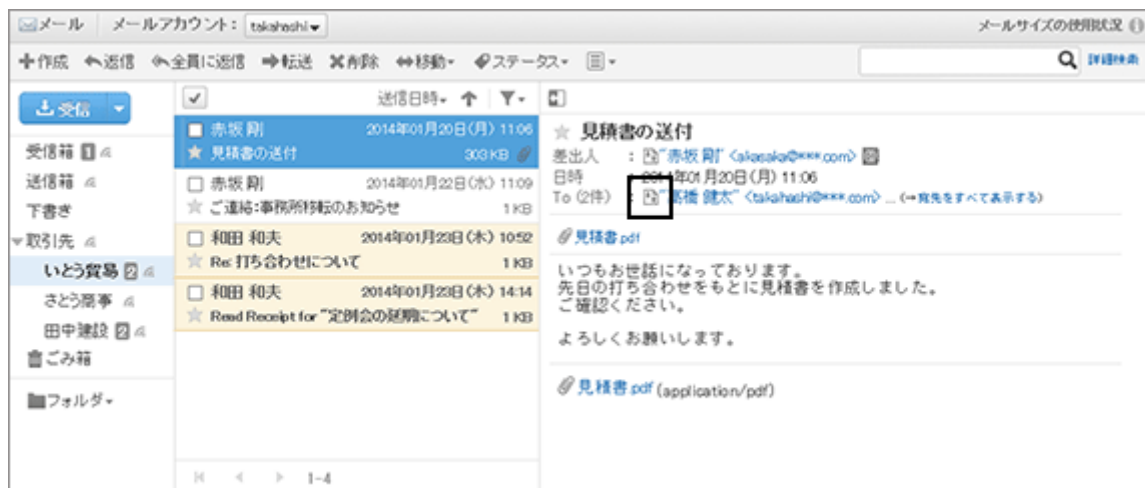 メール メールアカウント： takahashi メールサイズの使用状況
作成 返信 全員に返信 転送 削除 移動 ステータス 詳細検索
受信
受信箱 1
送信箱
下書き
取引先
いとう貿易 2
さとう商事
田中建設 2
ごみ箱
フォルダ
送信日時
赤坂 剛 2014年01月20日(月) 11:06
見積書の送付 303 KB
赤坂 剛 2014年01月22日(水) 11:09
ご連絡：事務所移転のお知らせ 1 KB
和田 和夫 2014年01月23日(木) 10:52
Re: 打ち合わせについて 1 KB
和田 和夫 2014年01月23日(木) 14:14
Read Receipt for "定例会の延期について" 1 KB
1-4
見積書の送付
差出人 ： "赤坂 剛" <akasaka@***.com>
日時 ： 2014年01月20日(月) 11:06
To (2件) ： "高橋 健太" <takahashi@***.com> ... (→宛先をすべて表示する)
見積書.pdf
いつもお世話になっております。
先日の打ち合わせをもとに見積書を作成しました。
ご確認ください。
よろしくお願いします。
見積書.pdf (application/pdf)